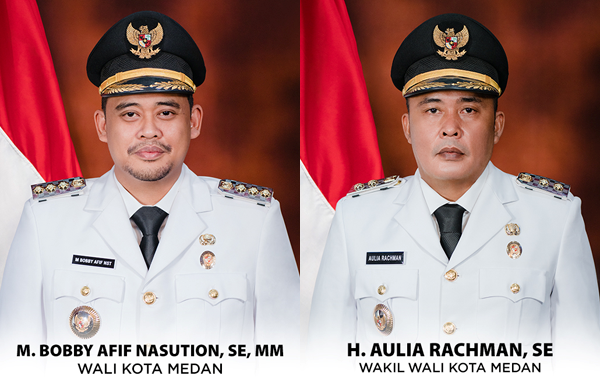 M BOBBY AFIF NST
M. BOBBY AFIF NASUTION, SE, MM
WALI KOTA MEDAN
AULIA RACHMAN
H. AULIA RACHMAN, SE
WAKIL WALI KOTA MEDAN